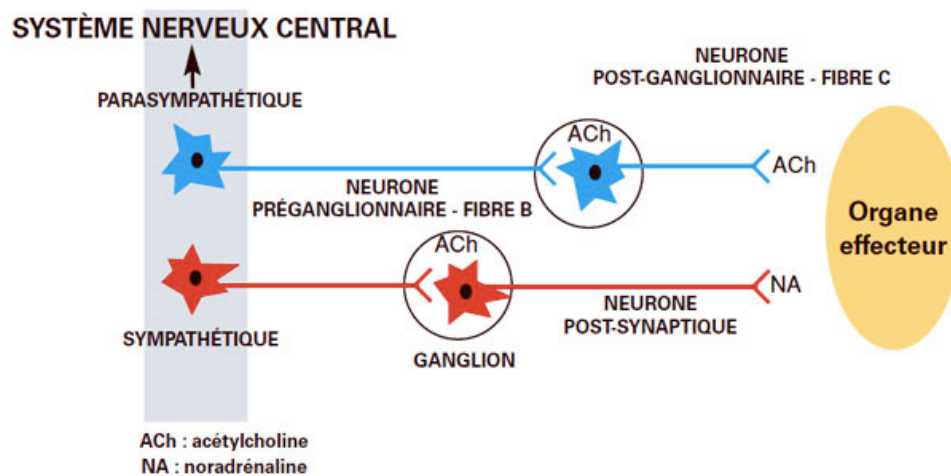 SYSTÈME NERVEUX CENTRAL
PARASYMPATHÉTIQUE
NEURONE
POST-GANGLIONNAIRE - FIBRE C
ACh
ACh
NEURONE
PRÉGANGLIONNAIRE - FIBRE B
Organe
effecteur
ACh
NA
NEURONE
POST-SYNAPTIQUE
SYMPATHÉTIQUE
GANGLION
ACh : acétylcholine
NA : noradrénaline